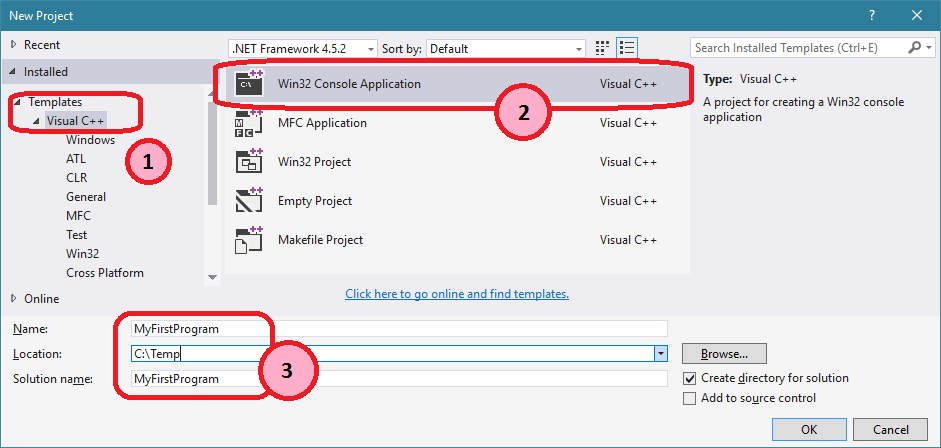 New Project
? ×
Recent
.NET Framework 4.5.2 Sort by: Default
Search Installed Templates (Ctrl+E)
Installed
Templates
Visual C++
Windows
ATL
CLR
General
MFC
Test
Win32
Cross Platform
Online
1
Win32 Console Application Visual C++
2
MFC Application Visual C++
Win32 Project Visual C++
Empty Project Visual C++
Makefile Project Visual C++
Click here to go online and find templates.
Type: Visual C++
A project for creating a Win32 console
application
Name: MyFirstProgram
Location: C:\Temp
Solution name: MyFirstProgram
3
Browse...
Create directory for solution
Add to source control
OK Cancel